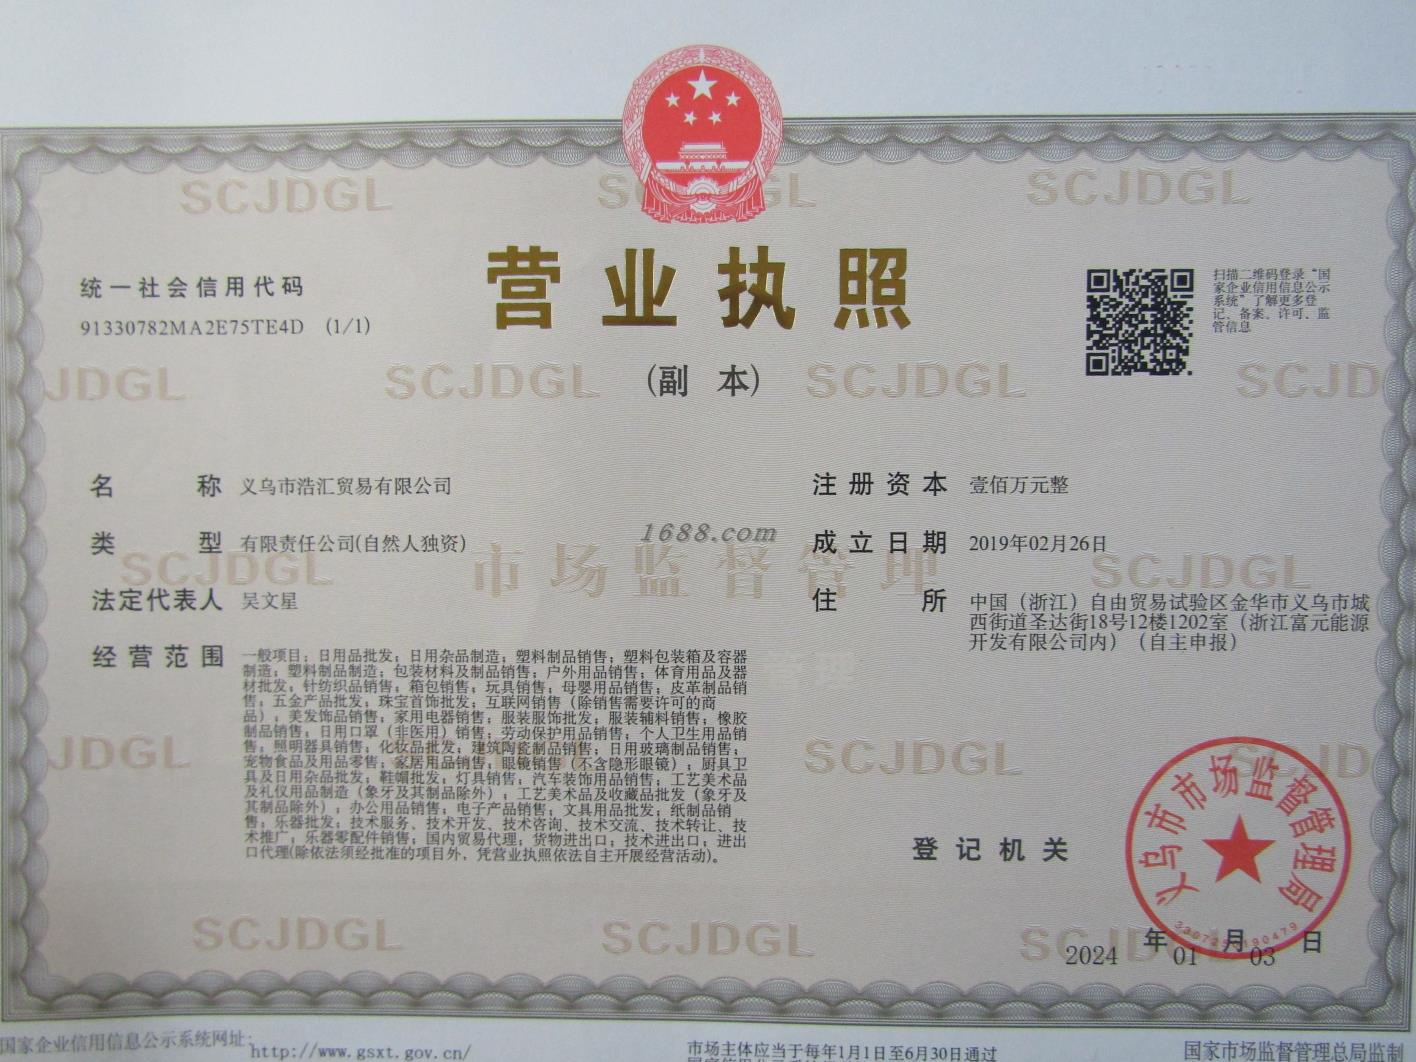 SCJDGL SCJDGL SCJDGL
营业执照
(副 本)
统一社会信用代码
91330782MA2E75TE4D (1/1)
扫描二维码登录“国
家企业信用信息公示
系统”了解更多登
记、备案、许可、监
管信息
JDGL SCJDGL SCJDGL SCJD
名 称 义乌市浩汇贸易有限公司
类 型 有限责任公司(自然人独资)
法定代表人 吴文星
经营范围 一般项目：日用品批发；日用杂品制造；塑料制品销售；塑料包装箱及容器
制造；塑料制品制造；包装材料及制品销售；户外用品销售；体育用品及器
材批发；针纺织品销售；箱包销售；玩具销售；母婴用品销售；皮革制品销
售；五金产品批发；珠宝首饰批发；互联网销售（除销售需要许可的商
品）；美发饰品销售；家用电器销售；服装服饰批发；服装辅料销售；橡胶
制品销售；日用口罩（非医用）销售；劳动保护用品销售；个人卫生用品销
售；照明器具销售；化妆品批发；建筑陶瓷制品销售；日用玻璃制品销售；
宠物食品及用品零售；家居用品销售；眼镜销售（不含隐形眼镜）；厨具卫
具及日用杂品批发；鞋帽批发；灯具销售；汽车装饰用品销售；工艺美术品
及礼仪用品制造（象牙及其制品除外）；工艺美术品及收藏品批发（象牙及
其制品除外）；办公用品销售；电子产品销售；文具用品批发；纸制品销
售；乐器批发；技术服务、技术开发、技术咨询、技术交流、技术转让、技
术推广；乐器零配件销售；国内贸易代理；货物进出口；技术进出口；进出
口代理(除依法须经批准的项目外，凭营业执照依法自主开展经营活动)。
注册资本 壹佰万元整
成立日期 2019年02月26日
住 所 中国（浙江）自由贸易试验区金华市义乌市城
西街道圣达街18号12楼1202室（浙江富元能源
开发有限公司内）（自主申报）
1688.com
SCJDGL 市场监督管理 SCJDGL
管理
JDGL SCJDGL SCJD
登记机关
义乌市市场监督管理局
2024年01月03日
SCJDGL SCJDGL SCJDGL
国家企业信用信息公示系统网址：
http://www.gsxt.gov.cn/
市场主体应当于每年1月1日至6月30日通过
国家市场监督管理总局监制